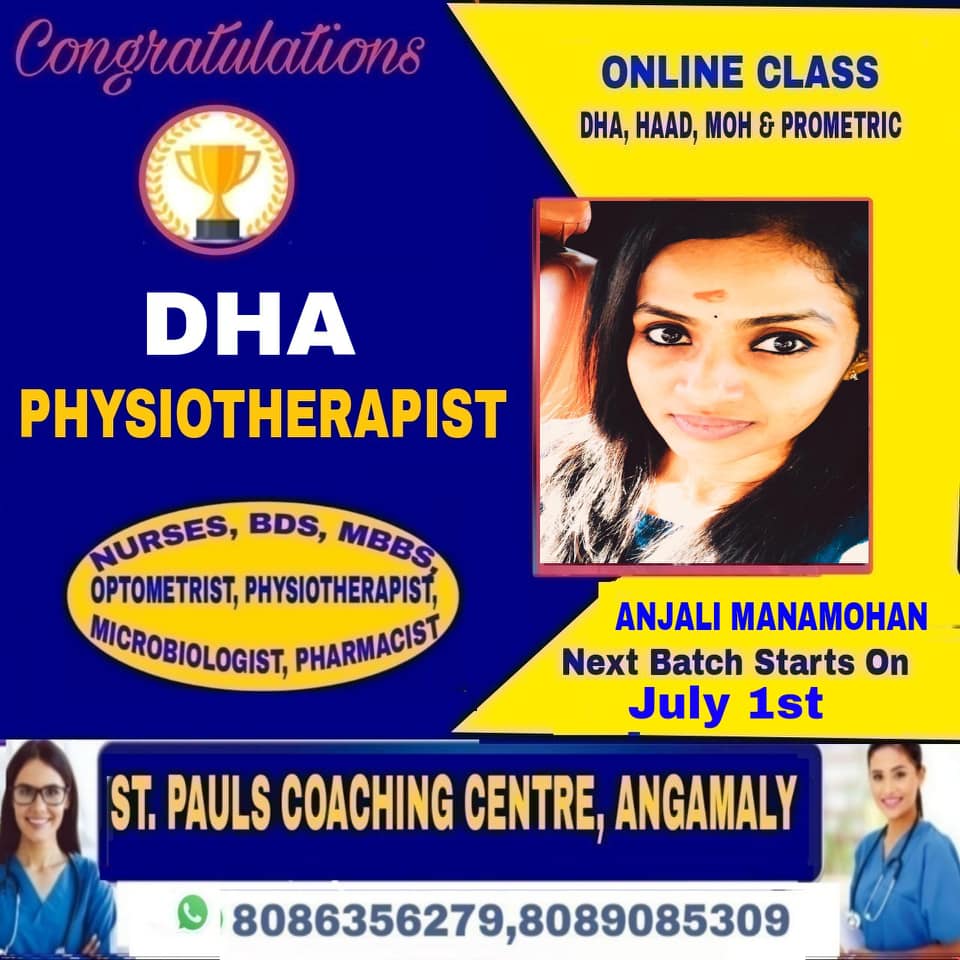 Congratulations
ONLINE CLASS
DHA, HAAD, MOH & PROMETRIC
DHA
PHYSIOTHERAPIST
NURSES, BDS, MBBS,
OPTOMETRIST, PHYSIOTHERAPIST,
MICROBIOLOGIST, PHARMACIST
ANJALI MANAMOHAN
Next Batch Starts On
July 1st
ST. PAULS COACHING CENTRE, ANGAMALY
8086356279,8089085309